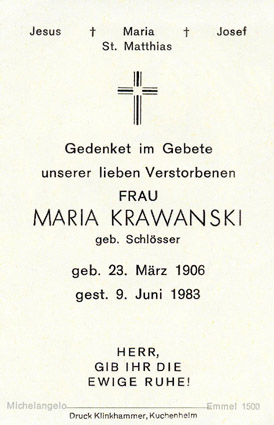 Jesus † Maria † Josef
St. Matthias
Gedenket im Gebete
unserer lieben Verstorbenen
FRAU
MARIA KRAWANSKI
geb. Schlösser
geb. 23. März 1906
gest. 9. Juni 1983
HERR,
GIB IHR DIE
EWIGE RUHE!
Michelangelo Emmel 1500
Druck Klinkhammer, Kuchenheim